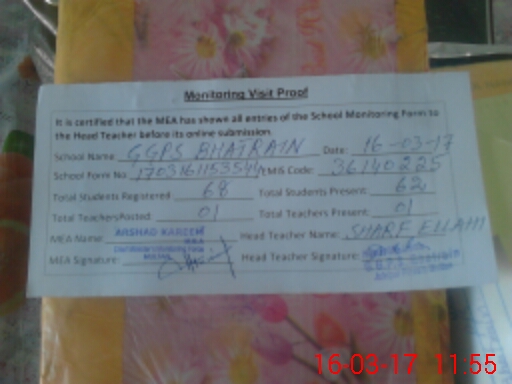 Monitoring Visit Proof
It is certified that the MEA has shown all entries of the School Monitoring Form to
the Head Teacher before its online submission.
School Name GGPS BHATRAIN Date: 16-03-17
School Form No EMIS Code: 36140225
Total Students Registered 68 Total Students Present: 62
Total Teachers Posted 01 Total Teachers Present: 01
MEA Name: ARSHAD KAREEM Head Teacher Name: SHARF ELLAHI
MEA Signature: Head Teacher Signature:
16-03-17 11:55